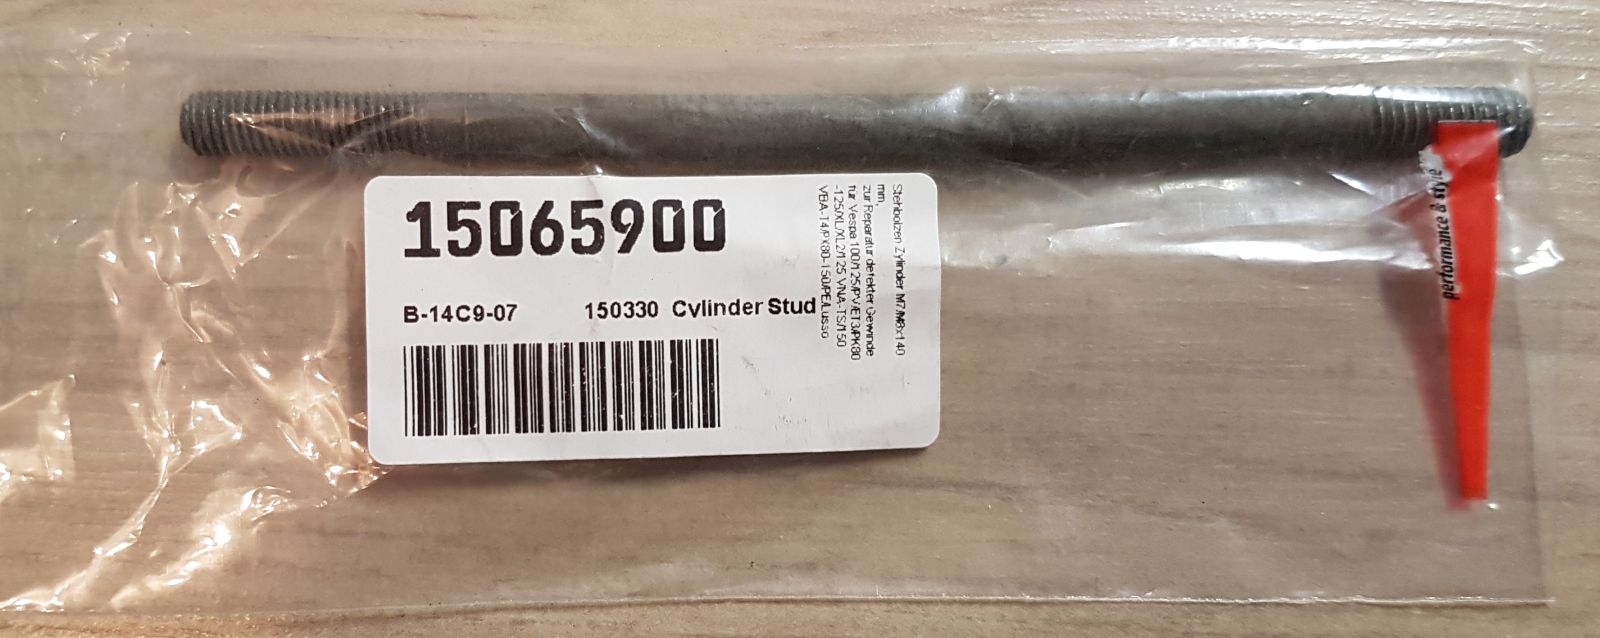 15065900
B-14C9-07 150330 Cylinder Stud
Stehbolzen Zylinder M7/M8x140
mm,
zur Reparatur defekter Gewinde
für Vespa 100/125/PV/ET3/PK80
-125/XL/XL2/125 VNA-TS/150
VBA-T4/PX80-150/PE/Lusso
performance & style